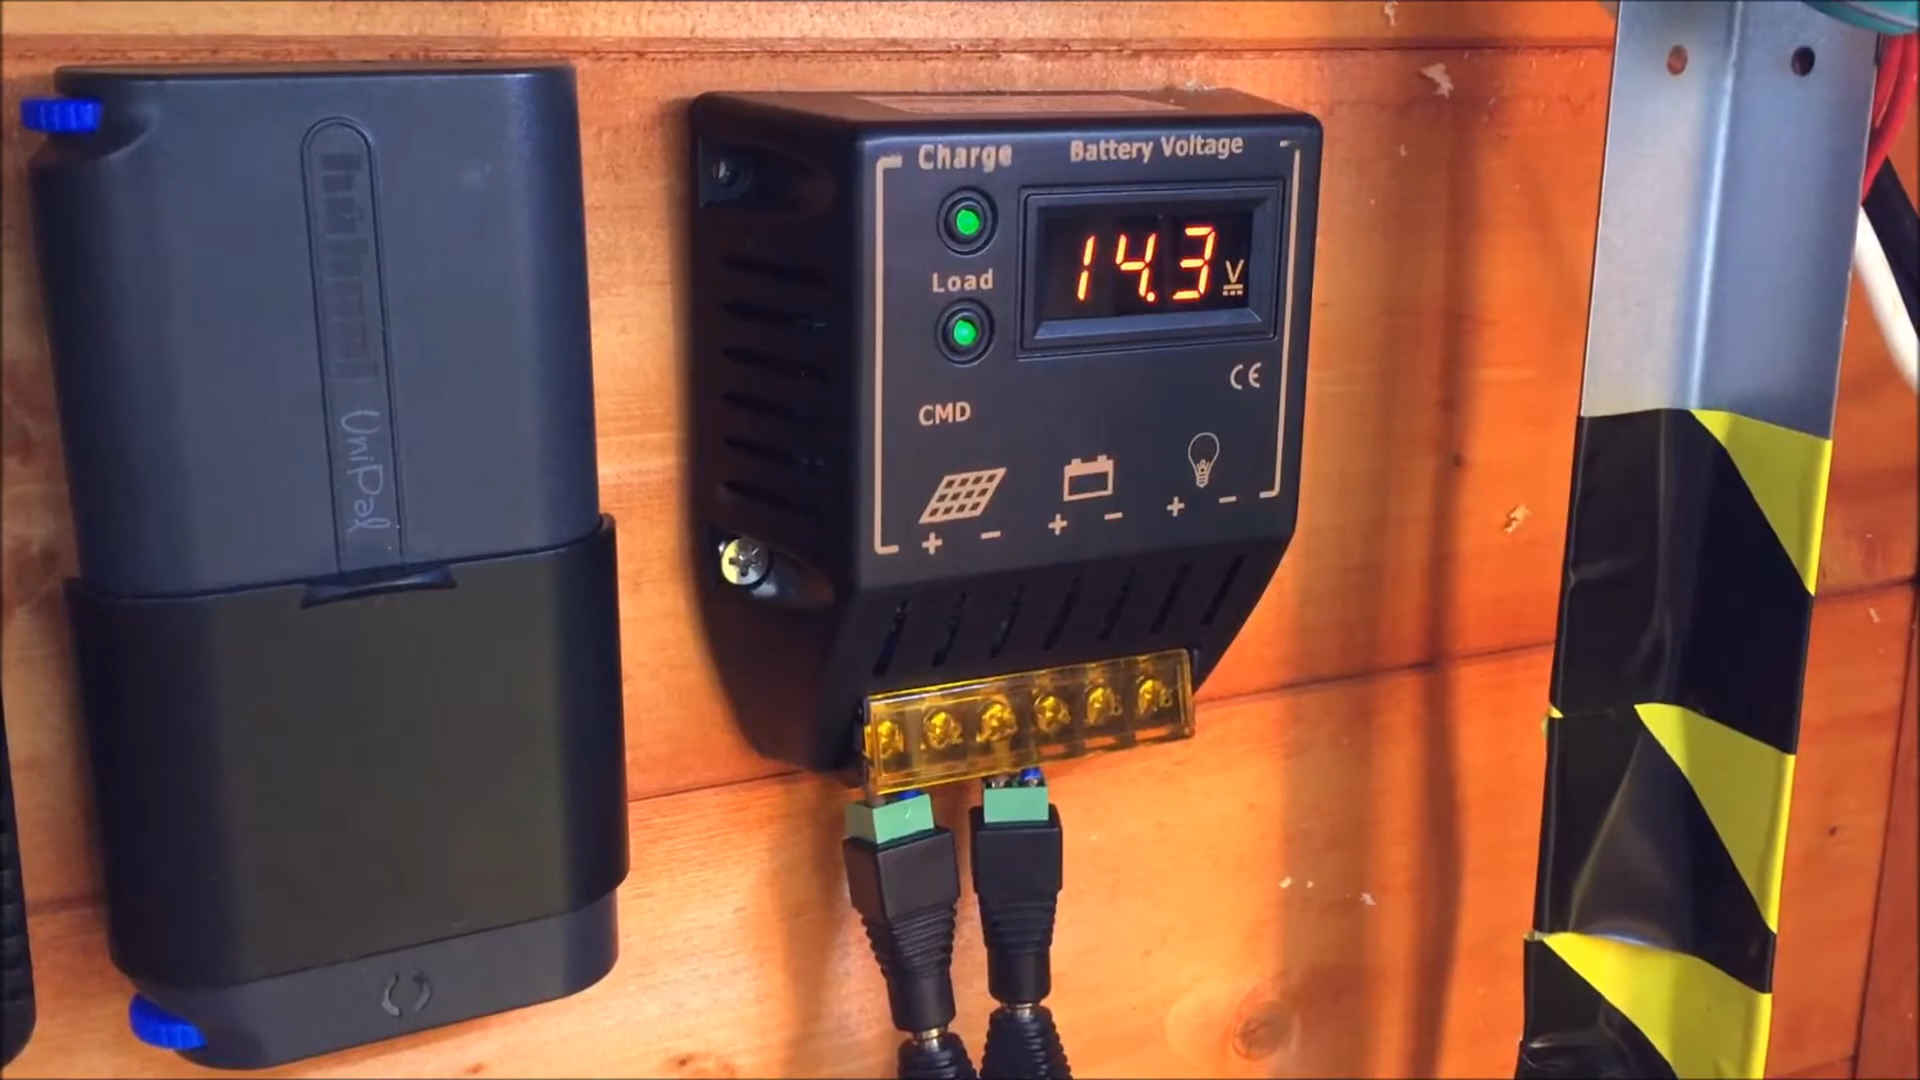 UniPal
Charge
Battery Voltage
14.3 V
Load
CE
CMD
+ - + - + -